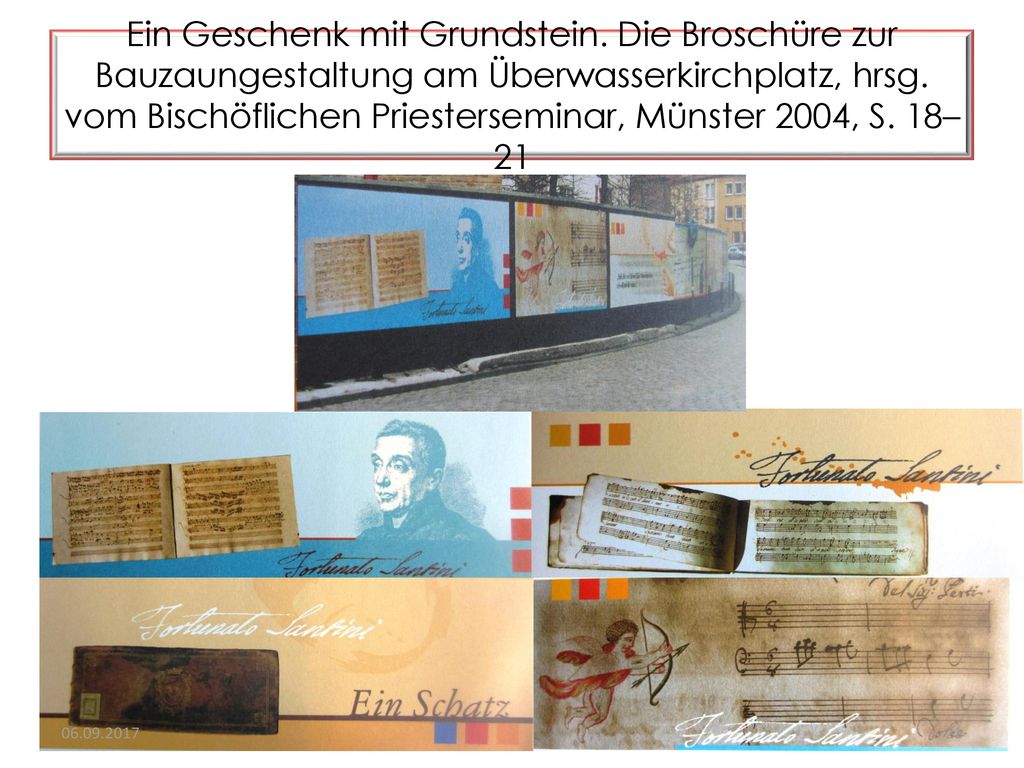 Ein Geschenk mit Grundstein. Die Broschüre zur
Bauzaungestaltung am Überwasserkirchplatz, hrsg.
vom Bischöflichen Priesterseminar, Münster 2004, S. 18–
21
Fortunato Santini
Fortunato Santini
Fortunato Santini
Fortunato Santini
Ein Schatz
06.09.2017
Fortunato Santini